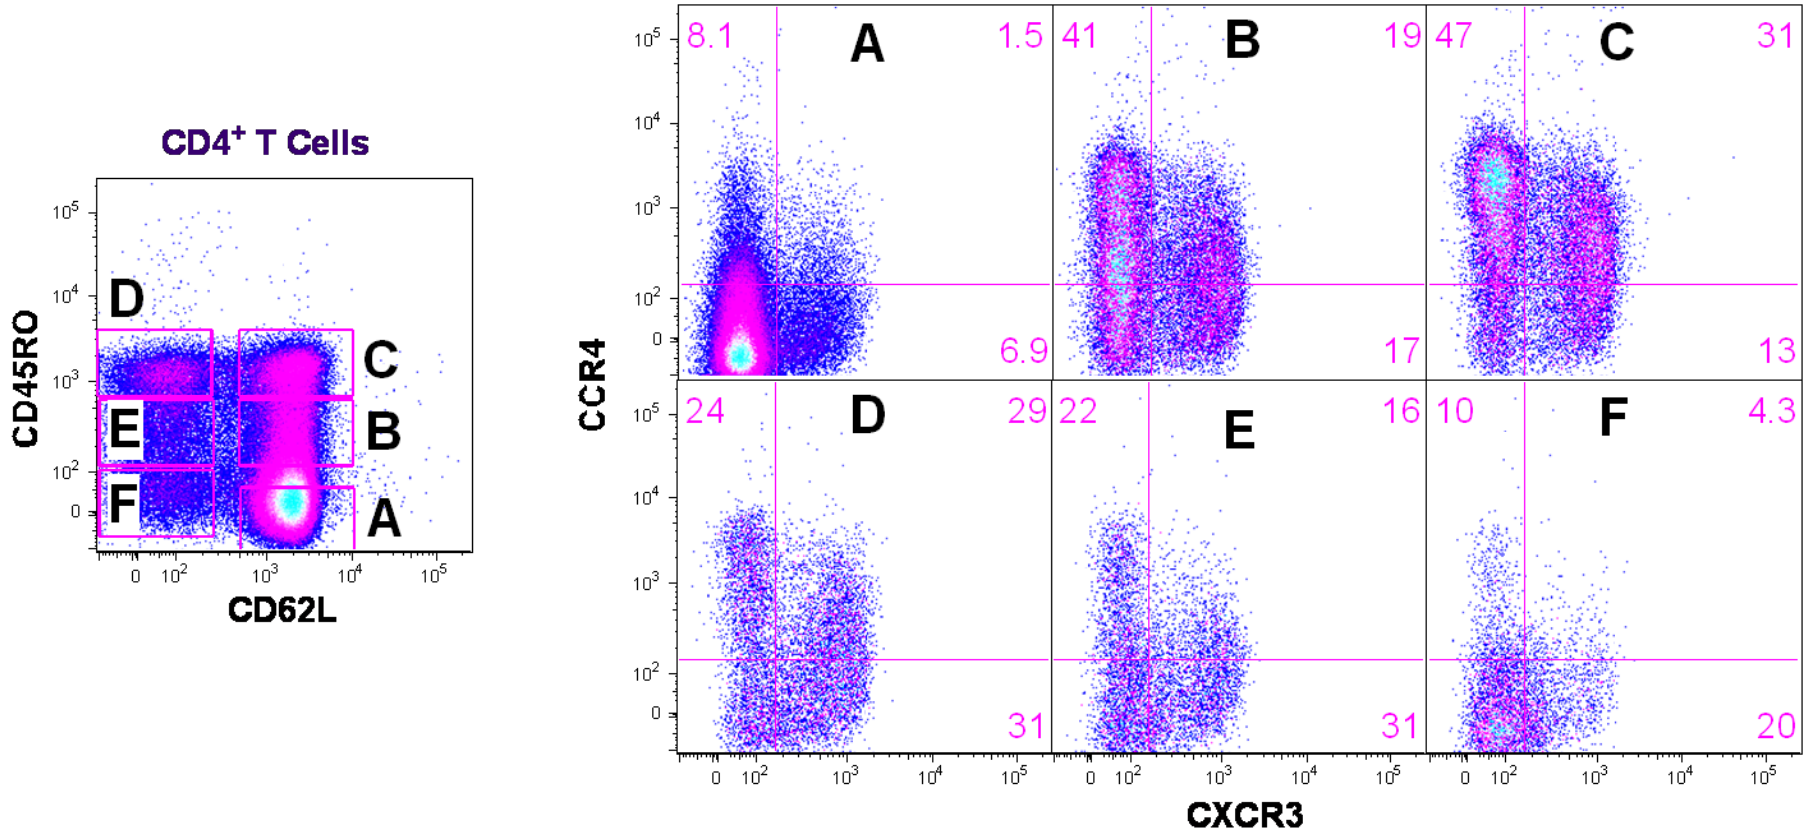 CD4+ T Cells
CD45RO
10^5
10^4
10^3
10^2
0
D
E
F
C
B
A
0 10^2 10^3 10^4 10^5
CD62L
CCR4
10^5
10^4
10^3
10^2
0
8.1 A 1.5
6.9
41 B 19
17
47 C 31
13
10^5
10^4
10^3
10^2
0
24 D 29
31
22 E 16
31
10 F 4.3
20
0 10^2 10^3 10^4 10^5
0 10^2 10^3 10^4 10^5
0 10^2 10^3 10^4 10^5
CXCR3